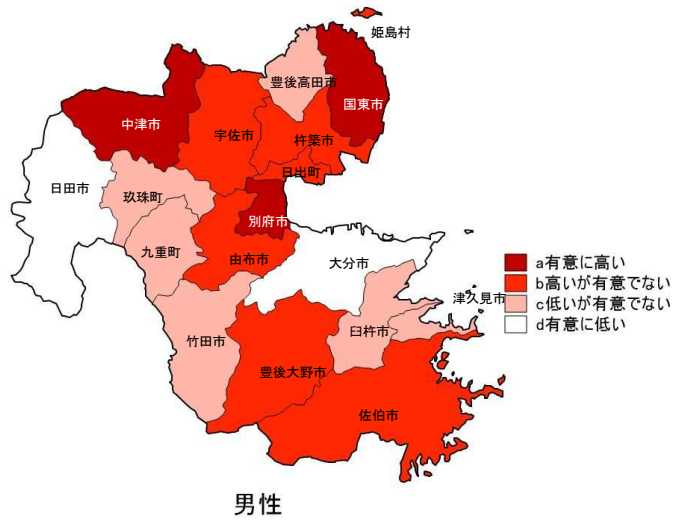 姫島村
豊後高田市
国東市
中津市
宇佐市
杵築市
日出町
日田市
玖珠町
別府市
九重町
由布市
大分市
a有意に高い
b高いが有意でない
c低いが有意でない
d有意に低い
津久見市
臼杵市
竹田市
豊後大野市
佐伯市
男性